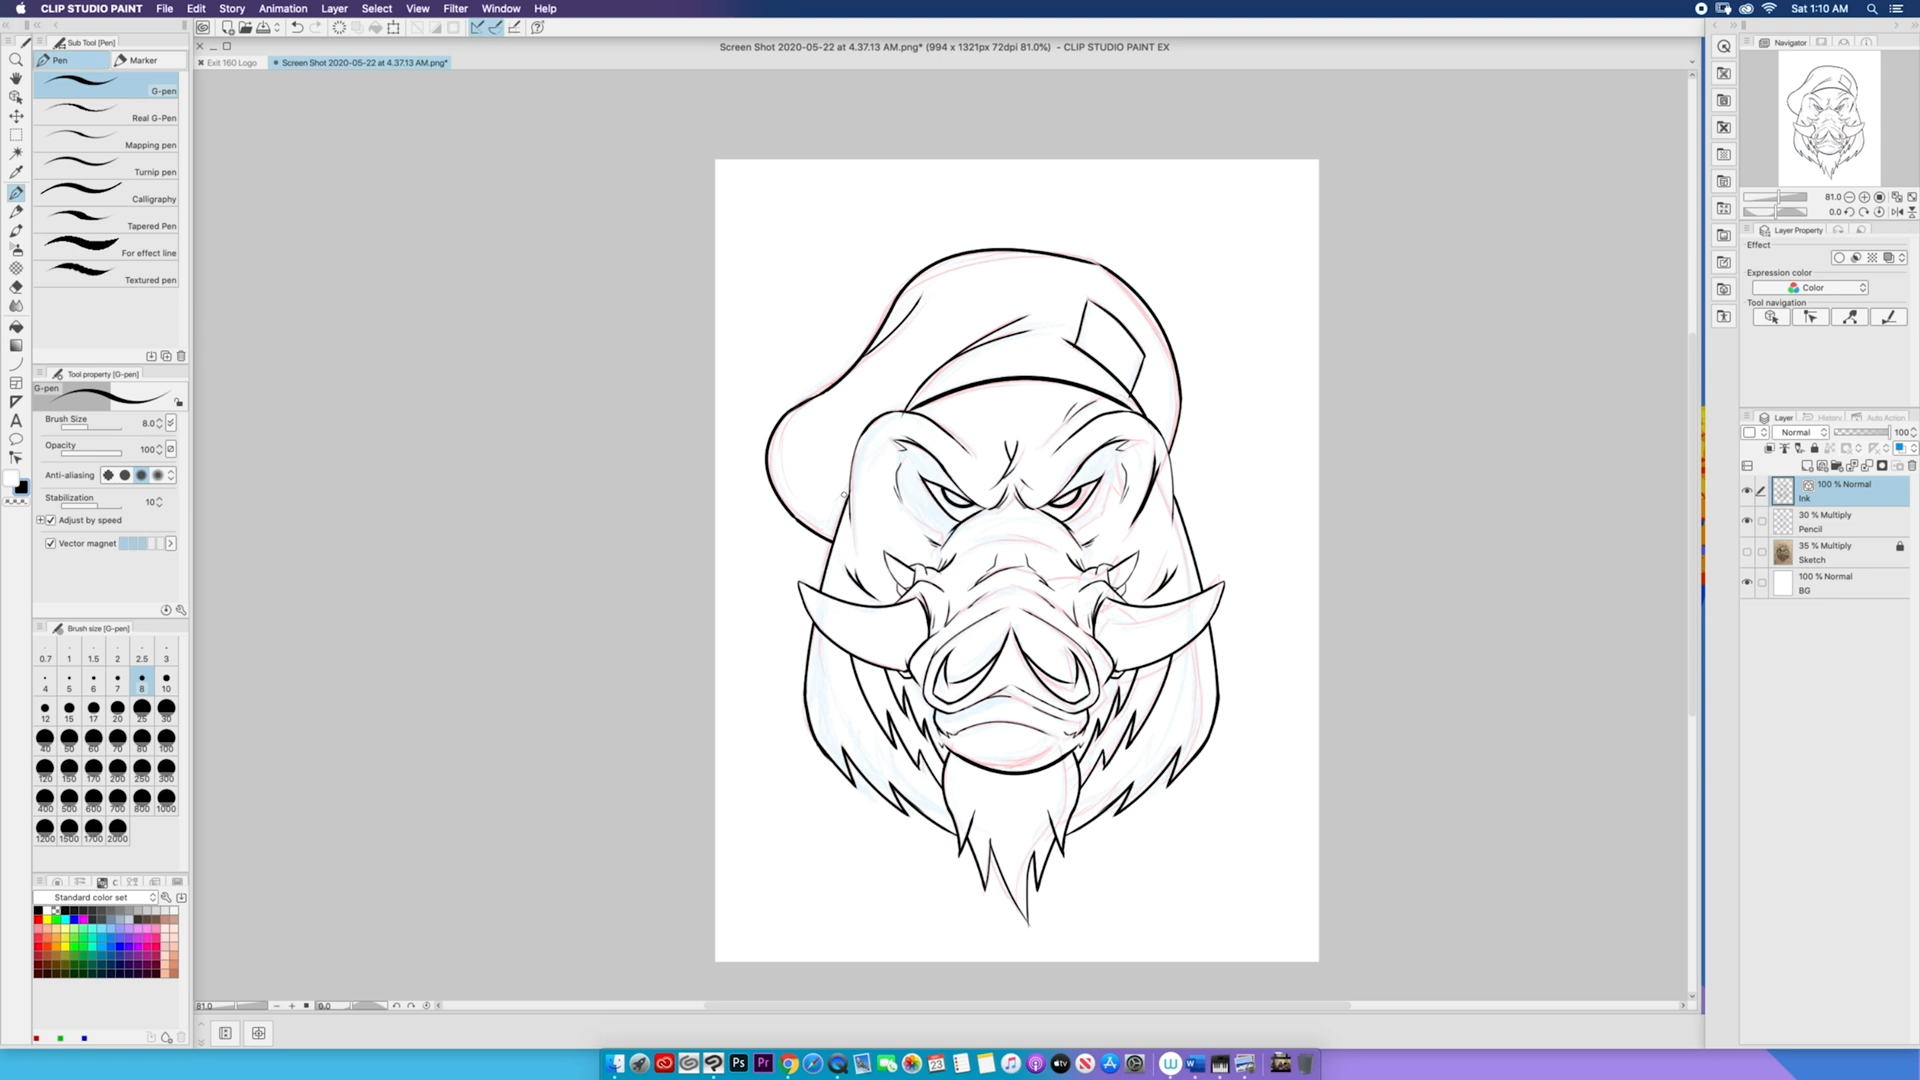 CLIP STUDIO PAINT File Edit Story Animation Layer Select View Filter Window Help Sat 1:10 AM
Screen Shot 2020-05-22 at 4.37.13 AM.png* (994 x 1321px 72dpi 81.0%) - CLIP STUDIO PAINT EX
Exit 160 Logo Screen Shot 2020-05-22 at 4.37.13 AM.png*
Sub Tool [Pen]
Pen Marker
G-pen
Real G-Pen
Mapping pen
Turnip pen
Calligraphy
Tapered Pen
For effect line
Textured pen
Tool property [G-pen]
G-pen
Brush Size 8.0
Opacity 100
Anti-aliasing
Stabilization 10
Adjust by speed
Vector magnet
Brush size [G-pen]
0.7 1 1.5 2 2.5 3
4 5 6 7 8 10
12 15 17 20 25 30
40 50 60 70 80 100
120 150 170 200 250 300
400 500 600 700 800 1000
1200 1500 1700 2000
Standard color set
81.0 0.0
Navigator
81.0
0.0
Layer Property
Effect
Expression color
Color
Tool navigation
Layer History Auto Action
Normal 100
100 % Normal
Ink
30 % Multiply
Pencil
35 % Multiply
Sketch
100 % Normal
BG
Ps Pr 23 W